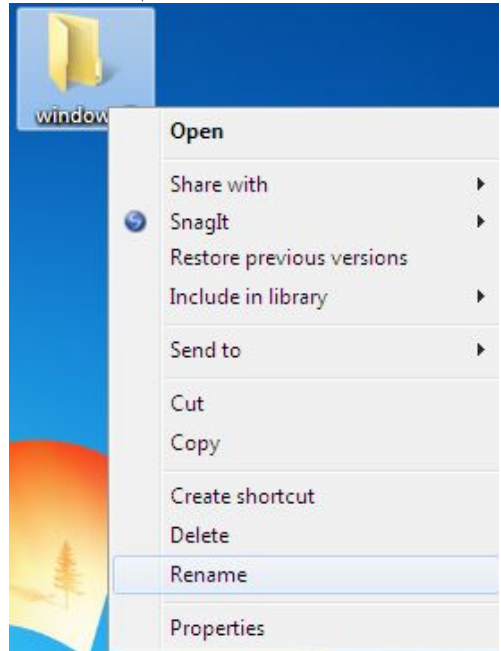 window
Open
Share with
SnagIt
Restore previous versions
Include in library
Send to
Cut
Copy
Create shortcut
Delete
Rename
Properties